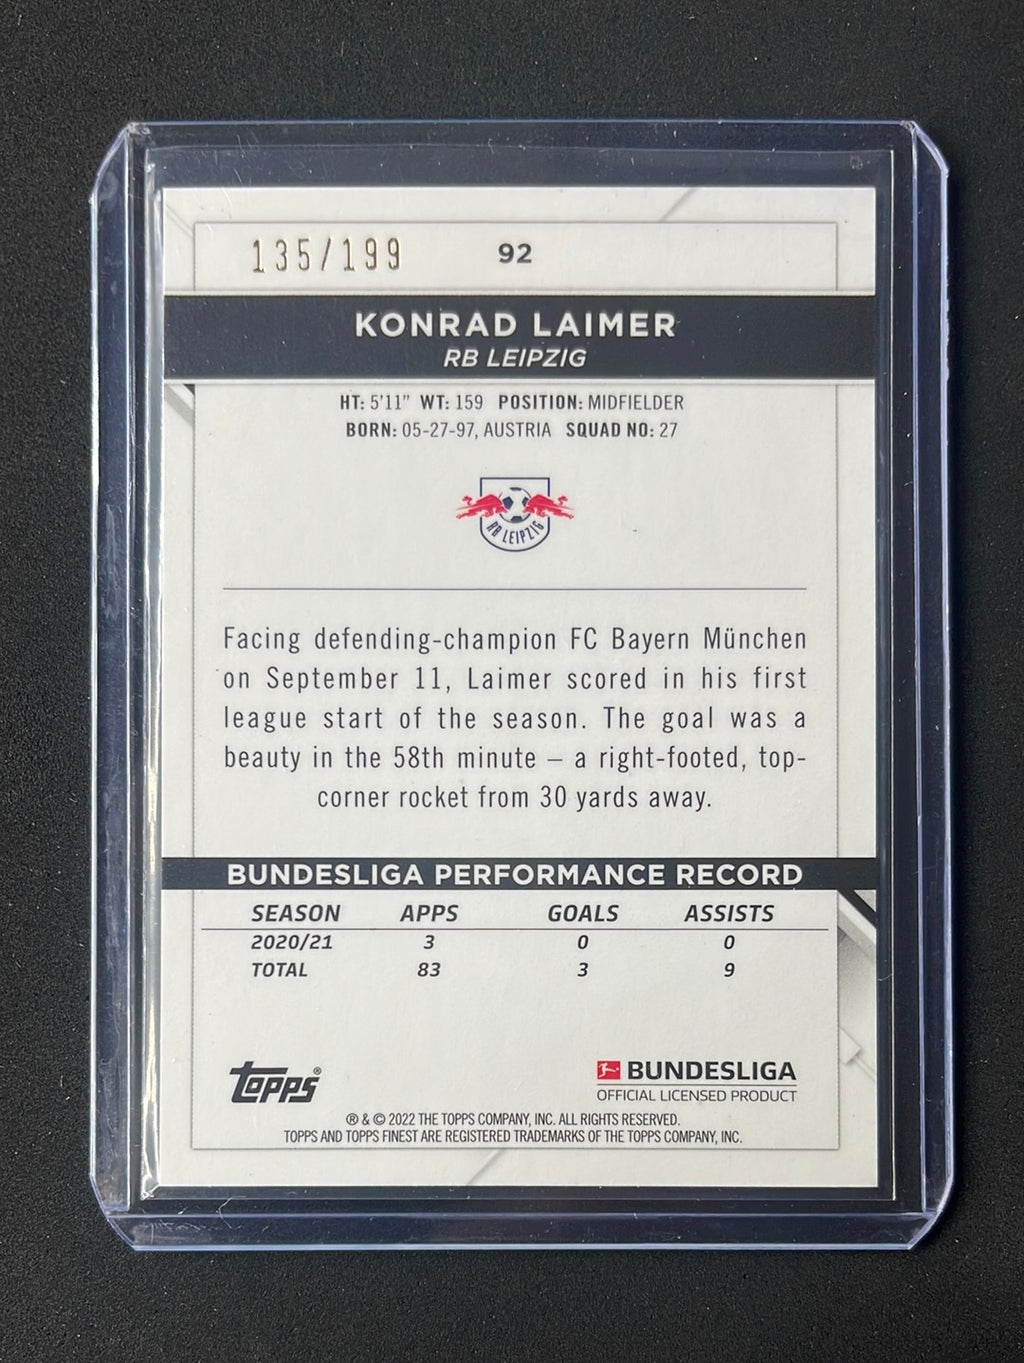 135/199 92
KONRAD LAIMER
RB LEIPZIG
HT: 5'11" WT: 159 POSITION: MIDFIELDER
BORN: 05-27-97, AUSTRIA SQUAD NO: 27
RB LEIPZIG
Facing defending-champion FC Bayern München
on September 11, Laimer scored in his first
league start of the season. The goal was a
beauty in the 58th minute – a right-footed, top-
corner rocket from 30 yards away.
BUNDESLIGA PERFORMANCE RECORD
SEASON APPS GOALS ASSISTS
2020/21 3 0 0
TOTAL 83 3 9
topps®
BUNDESLIGA
OFFICIAL LICENSED PRODUCT
® & © 2022 THE TOPPS COMPANY, INC. ALL RIGHTS RESERVED.
TOPPS AND TOPPS FINEST ARE REGISTERED TRADEMARKS OF THE TOPPS COMPANY, INC.